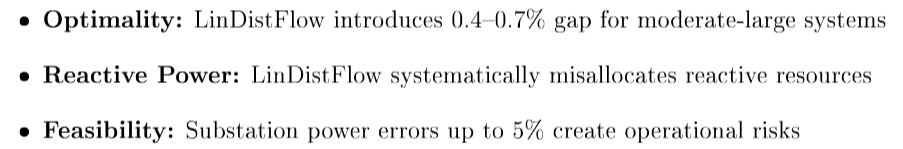 • Optimality: LinDistFlow introduces 0.4–0.7% gap for moderate-large systems
• Reactive Power: LinDistFlow systematically misallocates reactive resources
• Feasibility: Substation power errors up to 5% create operational risks